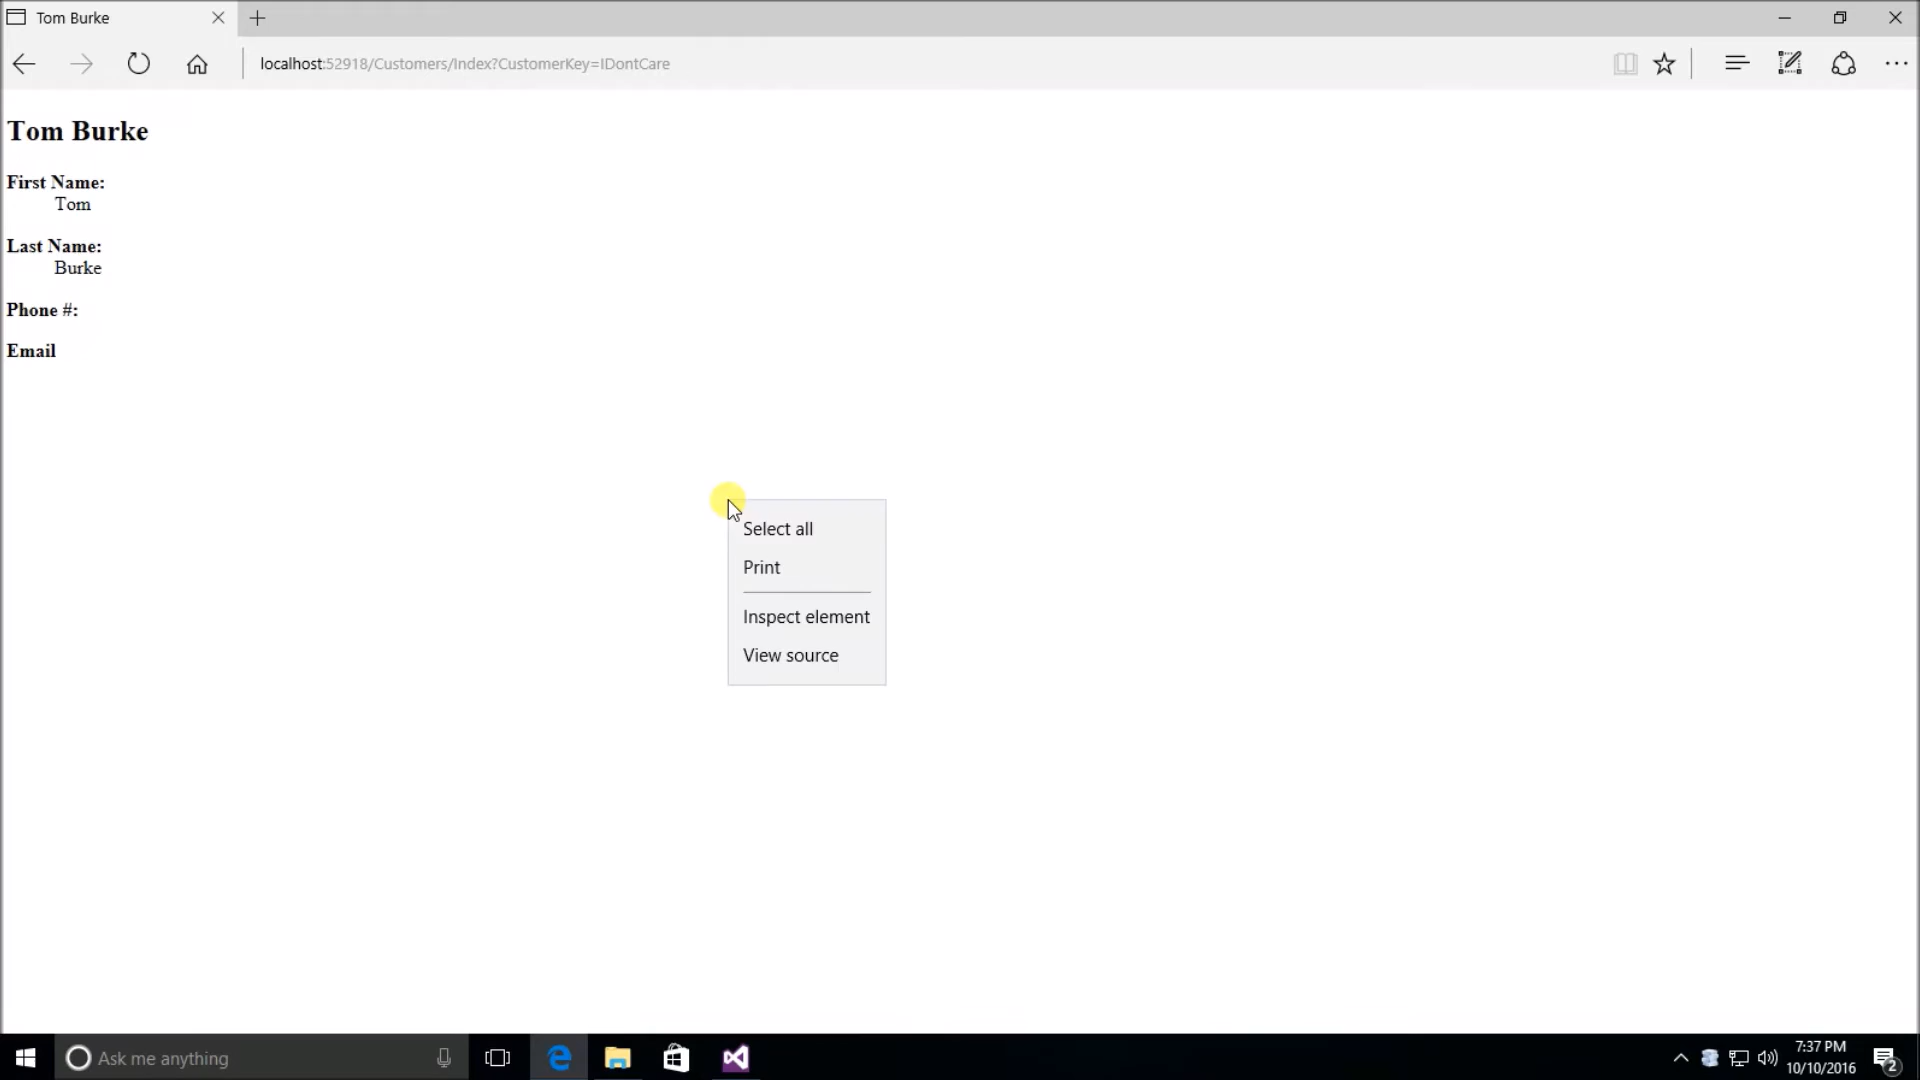 Tom Burke
localhost:52918/Customers/Index?CustomerKey=IDontCare
Tom Burke
First Name:
Tom
Last Name:
Burke
Phone #:
Email
Select all
Print
Inspect element
View source
Ask me anything
7:37 PM
10/10/2016
2